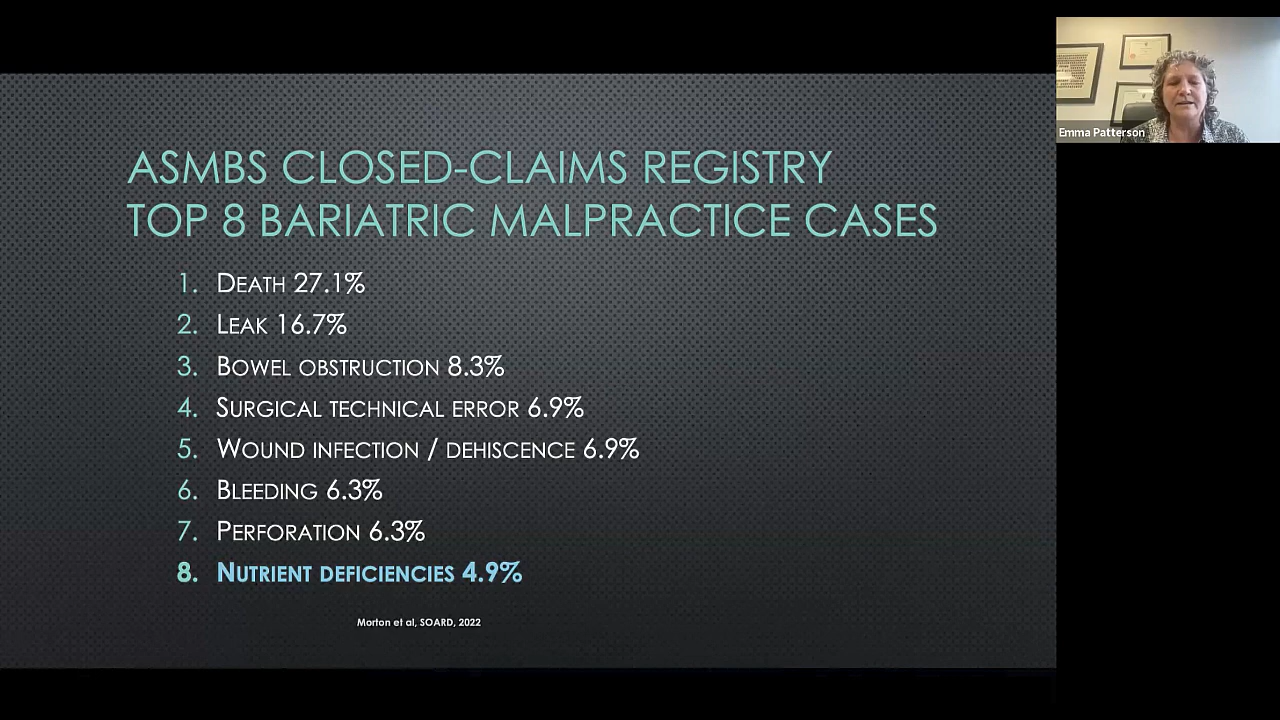 ASMBS CLOSED-CLAIMS REGISTRY
TOP 8 BARIATRIC MALPRACTICE CASES
1. DEATH 27.1%
2. LEAK 16.7%
3. BOWEL OBSTRUCTION 8.3%
4. SURGICAL TECHNICAL ERROR 6.9%
5. WOUND INFECTION / DEHISCENCE 6.9%
6. BLEEDING 6.3%
7. PERFORATION 6.3%
8. NUTRIENT DEFICIENCIES 4.9%
Morton et al, SOARD, 2022
Emma Patterson